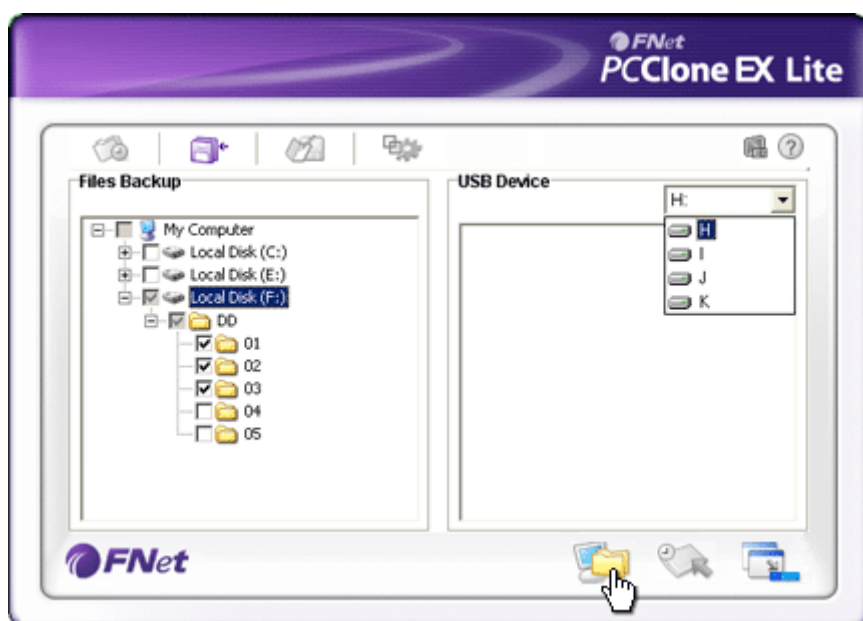 FNet
PCClone EX Lite
Files Backup
My Computer
Local Disk (C:)
Local Disk (E:)
Local Disk (F:)
DD
01
02
03
04
05
USB Device
H:
H
I
J
K
FNet